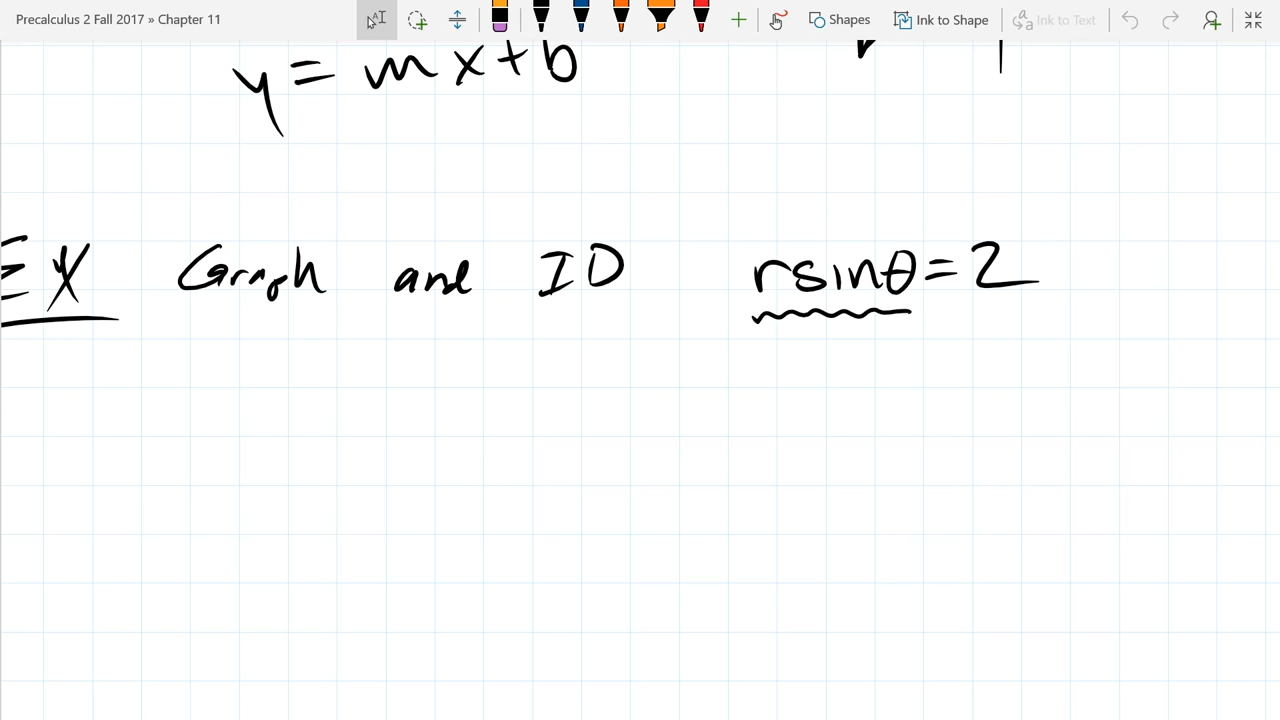 Precalculus 2 Fall 2017 » Chapter 11
Shapes
Ink to Shape
Ink to Text
y = mx+b
EX Graph and ID rsinθ=2